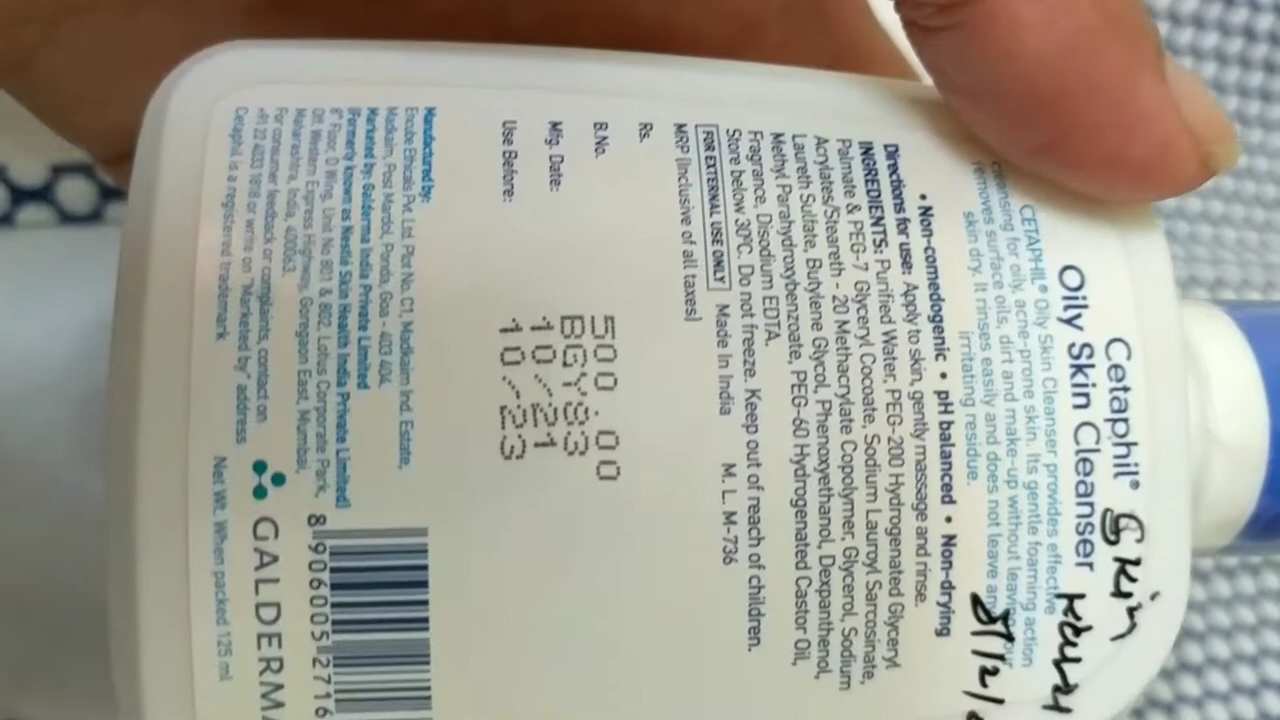 Cetaphil®
Oily Skin Cleanser
CETAPHIL® Oily Skin Cleanser provides effective
cleansing for oily, acne-prone skin. Its gentle foaming action
removes surface oils, dirt and make-up without leaving your
skin dry. It rinses easily and does not leave an
irritating residue.
• Non-comedogenic • pH balanced • Non-drying
Directions for use: Apply to skin, gently massage and rinse.
INGREDIENTS: Purified Water, PEG-200 Hydrogenated Glyceryl
Palmate & PEG-7 Glyceryl Cocoate, Sodium Lauroyl Sarcosinate,
Acrylates/Steareth - 20 Methacrylate Copolymer, Glycerol, Sodium
Laureth Sulfate, Butylene Glycol, Phenoxyethanol, Dexpanthenol,
Methyl Parahydroxybenzoate, PEG-60 Hydrogenated Castor Oil,
Fragrance, Disodium EDTA.
Store below 30°C. Do not freeze. Keep out of reach of children.
FOR EXTERNAL USE ONLY Made In India M. L. M-736
MRP (Inclusive of all taxes)
Rs. 500.00
B.No. BGY83
Mfg. Date: 10/21
Use Before: 10/23
Manufactured by:
Encube Ethicals Pvt. Ltd. Plot No. C1, Madkaim Ind. Estate,
Madkaim, Post Mardol, Ponda, Goa - 403 404.
Marketed by: Galderma India Private Limited
(Formerly known as Nestlé Skin Health India Private Limited)
8th Floor, D Wing, Unit No 801 & 802, Lotus Corporate Park,
Off. Western Express Highway, Goregaon East, Mumbai,
Maharashtra, India, 400063.
For consumer feedback or complaints, contact on
+91 22 4033 1818 or write on "Marketed by" address
Cetaphil is a registered trademark
8 906005 12716
GALDERMA
Net Wt. When packed 125 ml
Skin